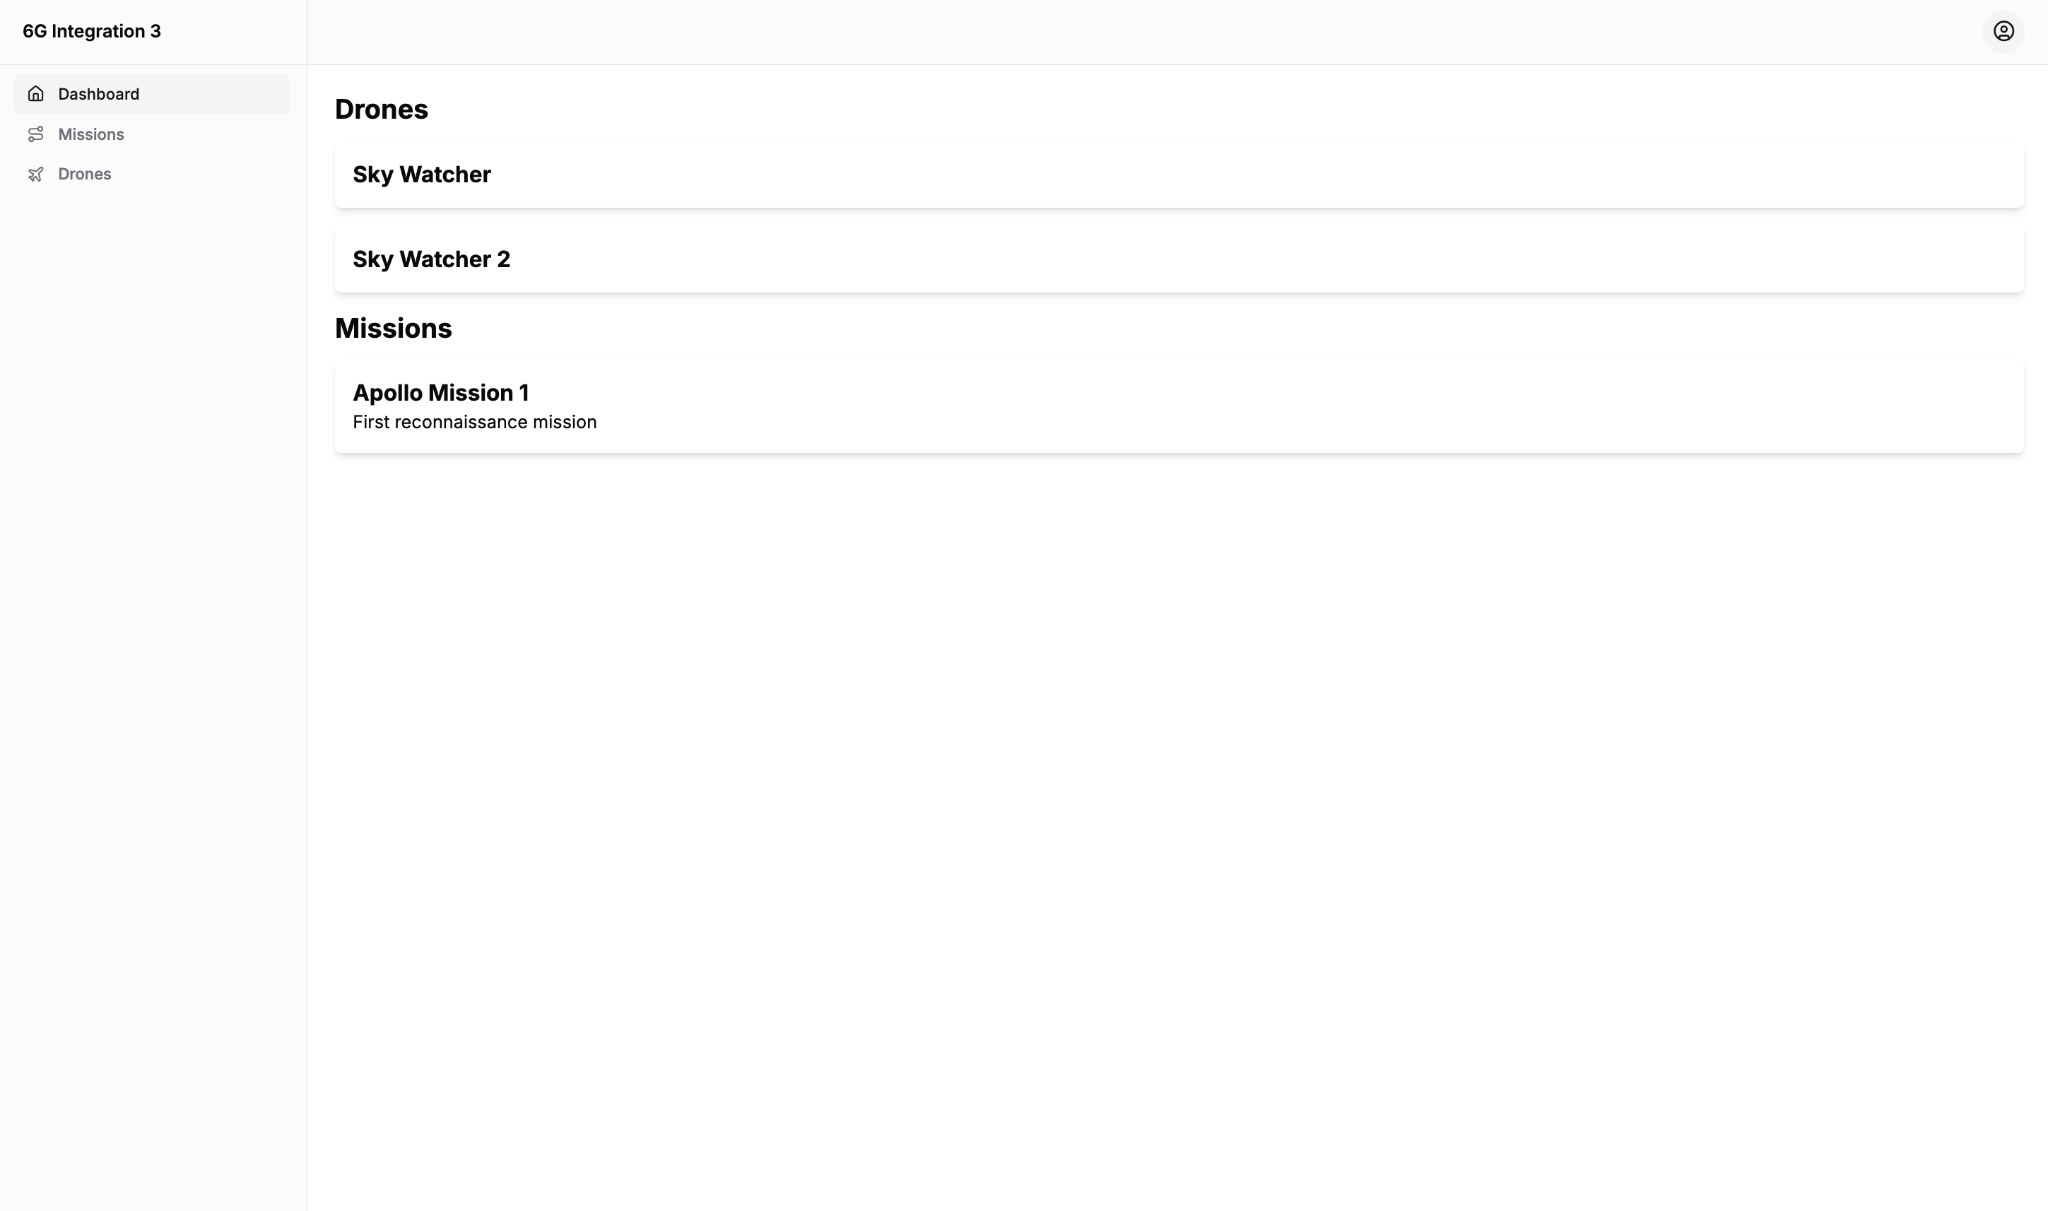 6G Integration 3
Dashboard
Missions
Drones
Drones
Sky Watcher
Sky Watcher 2
Missions
Apollo Mission 1
First reconnaissance mission